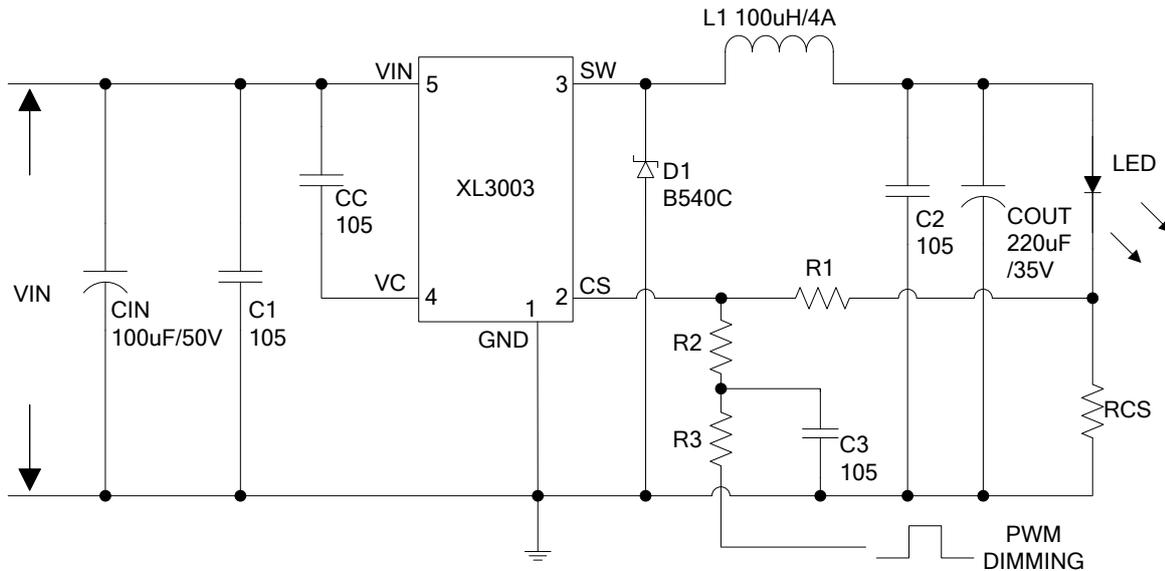 L1 100uH/4A
VIN
5
3
SW
XL3003
CC
105
D1
B540C
LED
C2
105
COUT
220uF
/35V
VIN
VC
4
1
2
CS
R1
CIN
100uF/50V
C1
105
GND
R2
R3
C3
105
RCS
PWM
DIMMING